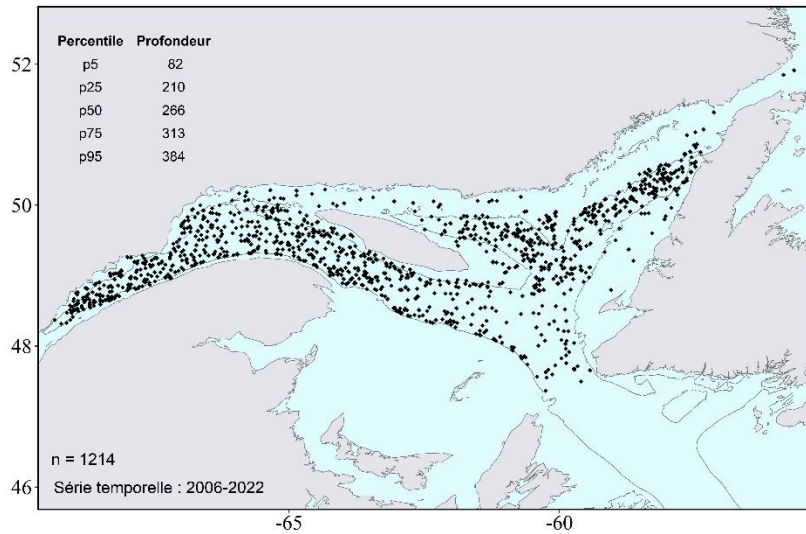 Percentile Profondeur
p5 82
p25 210
p50 266
p75 313
p95 384
52
50
48
46
n = 1214
Série temporelle : 2006-2022
-65 -60